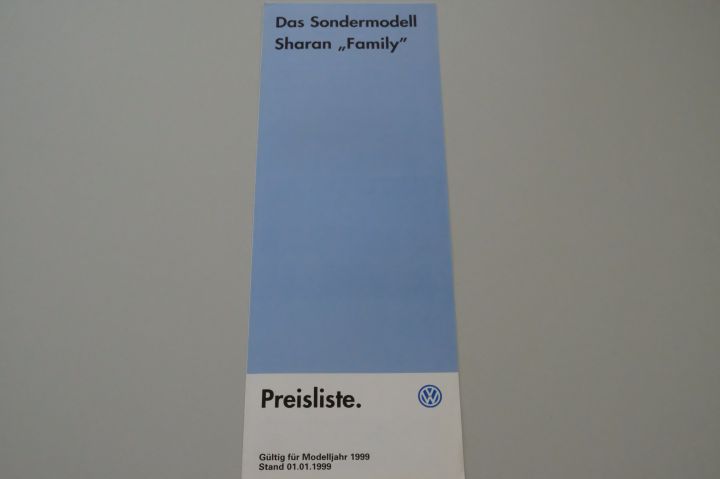 Das Sondermodell
Sharan „Family”
Preisliste.
Gültig für Modelljahr 1999
Stand 01.01.1999